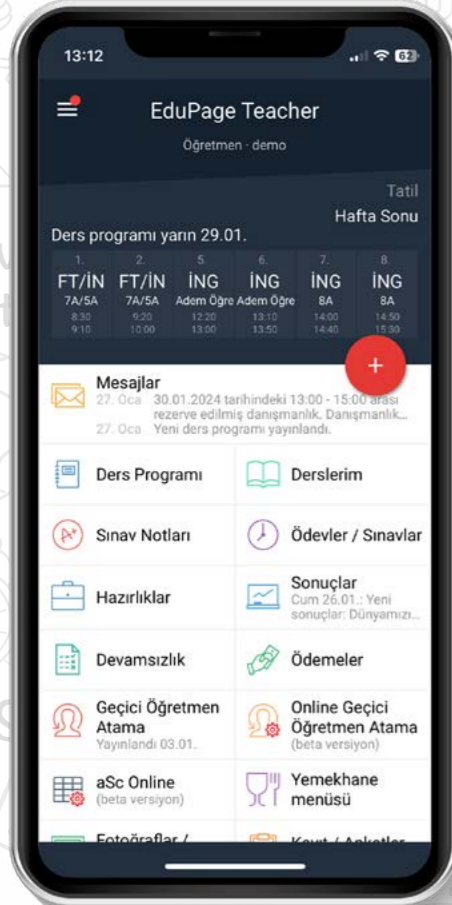 13:12
62
EduPage Teacher
Öğretmen · demo
Tatil
Hafta Sonu
Ders programı yarın 29.01.
1. 2. 5. 6. 7. 8.
FT/İN FT/İN İNG İNG İNG İNG
7A/5A 7A/5A Adem Öğre Adem Öğre 8A 8A
8:30 9:20 12:20 13:10 14:00 14:50
9:10 10:00 13:00 13:50 14:40 15:30
+
Mesajlar
27. Oca 30.01.2024 tarihindeki 13:00 - 15:00 arası
rezerve edilmiş danışmanlık. Danışmanlık...
27. Oca Yeni ders programı yayınlandı.
Ders Programı
Derslerim
A+
Sınav Notları
Ödevler / Sınavlar
Hazırlıklar
Sonuçlar
Cum 26.01.: Yeni
sonuçlar: Dünyamızı...
Devamsızlık
Ödemeler
Geçici Öğretmen
Atama
Yayınlandı 03.01.
Online Geçici
Öğretmen Atama
(beta versiyon)
aSc Online
(beta versiyon)
Yemekhane
menüsü
Fotoğraflar /
Kayıt / Anketler